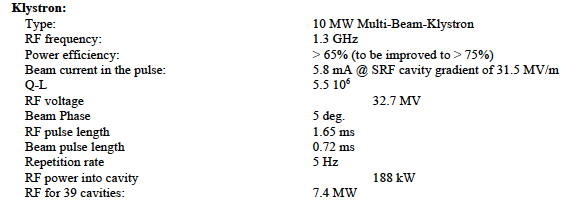 Klystron:
Type: 10 MW Multi-Beam-Klystron
RF frequency: 1.3 GHz
Power efficiency: > 65% (to be improved to > 75%)
Beam current in the pulse: 5.8 mA @ SRF cavity gradient of 31.5 MV/m
Q-L 5.5 10⁶
RF voltage 32.7 MV
Beam Phase 5 deg.
RF pulse length 1.65 ms
Beam pulse length 0.72 ms
Repetition rate 5 Hz
RF power into cavity 188 kW
RF for 39 cavities: 7.4 MW